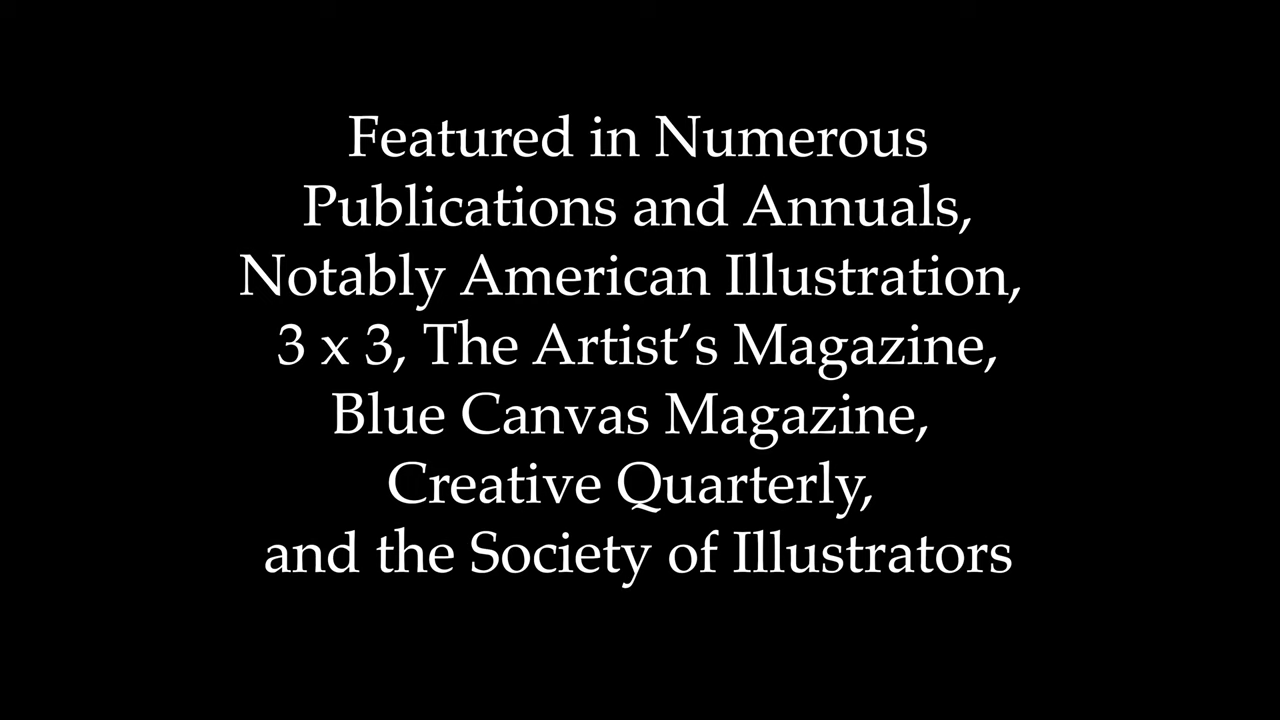 Featured in Numerous
Publications and Annuals,
Notably American Illustration,
3 x 3, The Artist’s Magazine,
Blue Canvas Magazine,
Creative Quarterly,
and the Society of Illustrators